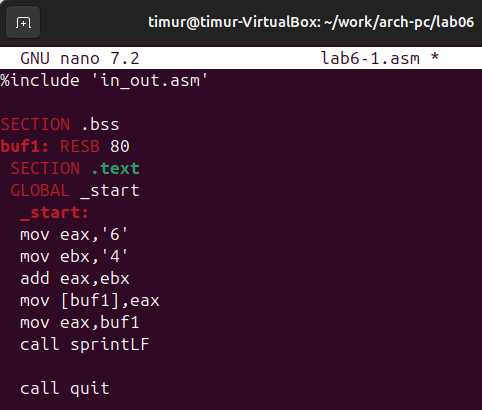 timur@timur-VirtualBox: ~/work/arch-pc/lab06
GNU nano 7.2 lab6-1.asm *
%include 'in_out.asm'
SECTION .bss
buf1: RESB 80
SECTION .text
GLOBAL _start
_start:
mov eax,'6'
mov ebx,'4'
add eax,ebx
mov [buf1],eax
mov eax,buf1
call sprintLF
call quit